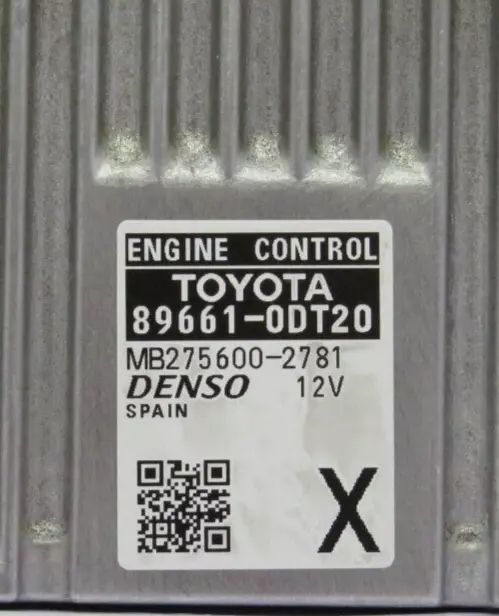 ENGINE CONTROL
TOYOTA
89661-0DT20
MB275600-2781
DENSO 12V
SPAIN
X